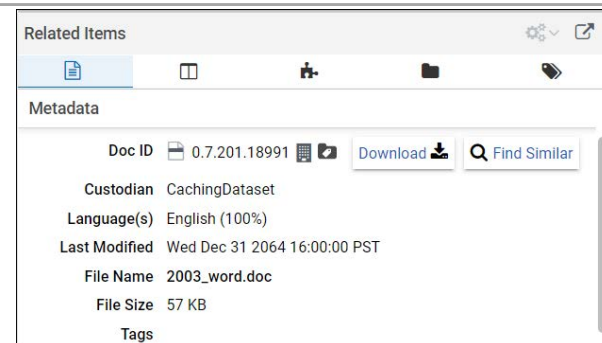 Related Items
Metadata
Doc ID 0.7.201.18991 Download Find Similar
Custodian CachingDataset
Language(s) English (100%)
Last Modified Wed Dec 31 2064 16:00:00 PST
File Name 2003_word.doc
File Size 57 KB
Tags